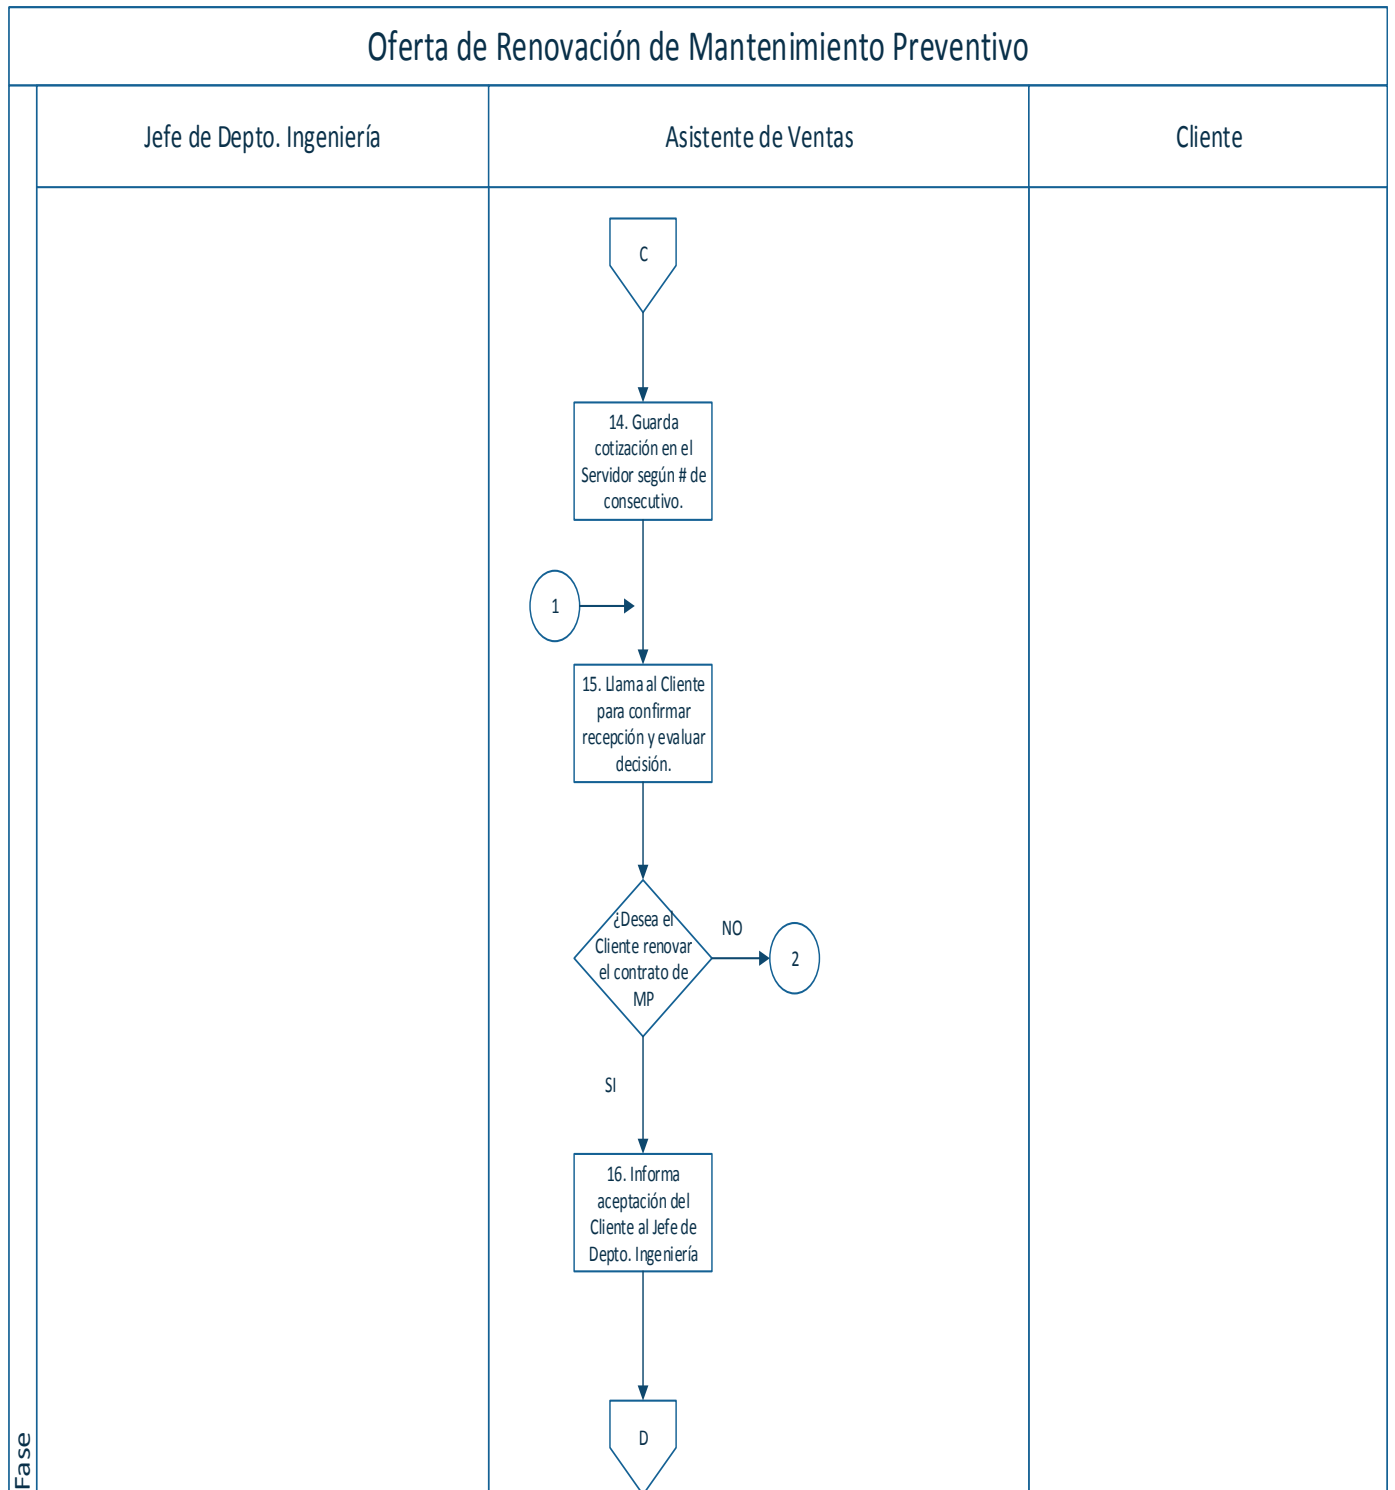 Oferta de Renovación de Mantenimiento Preventivo
Jefe de Depto. Ingeniería
Asistente de Ventas
Cliente
C
14. Guarda
cotización en el
Servidor según # de
consecutivo.
1
15. Llama al Cliente
para confirmar
recepción y evaluar
decisión.
¿Desea el
Cliente renovar
el contrato de
MP
NO
2
SI
16. Informa
aceptación del
Cliente al Jefe de
Depto. Ingeniería
D
Fase